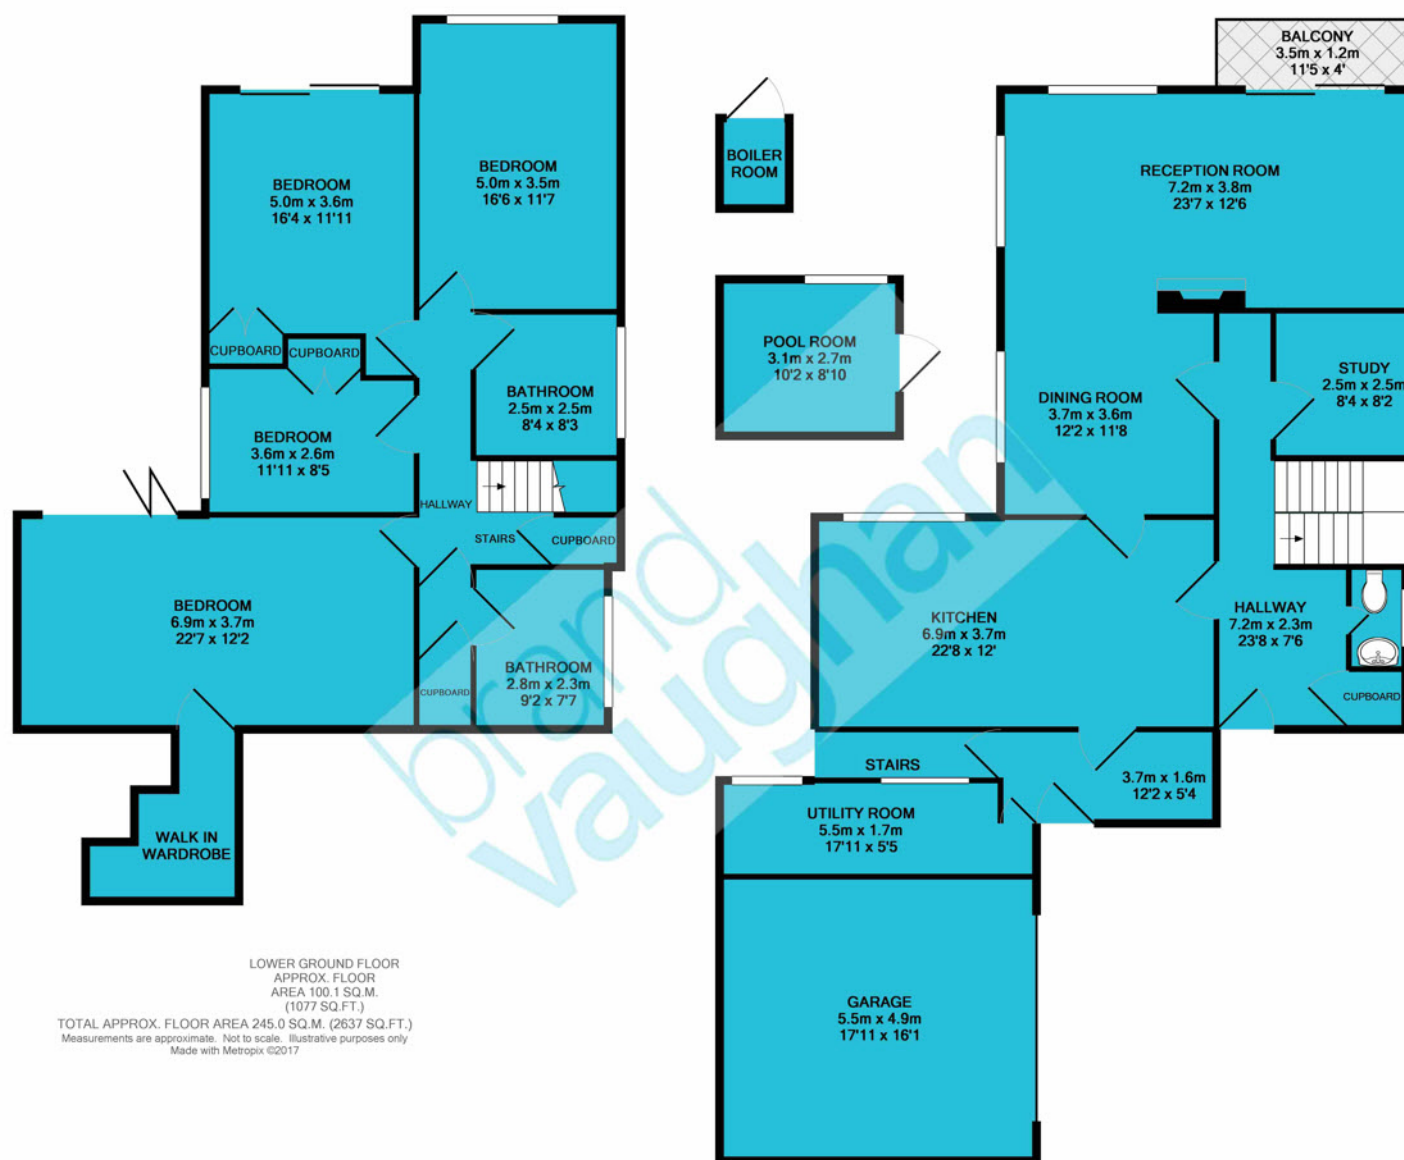 BEDROOM
5.0m x 3.6m
16'4 x 11'11
BEDROOM
5.0m x 3.5m
16'6 x 11'7
CUPBOARD
CUPBOARD
BEDROOM
3.6m x 2.6m
11'11 x 8'5
BATHROOM
2.5m x 2.5m
8'4 x 8'3
HALLWAY
STAIRS
CUPBOARD
BEDROOM
6.9m x 3.7m
22'7 x 12'2
BATHROOM
2.8m x 2.3m
9'2 x 7'7
CUPBOARD
WALK IN
WARDROBE
LOWER GROUND FLOOR
APPROX. FLOOR
AREA 100.1 SQ.M.
(1077 SQ.FT.)
TOTAL APPROX. FLOOR AREA 245.0 SQ.M. (2637 SQ.FT.)
Measurements are approximate. Not to scale. Illustrative purposes only
Made with Metropix ©2017
BOILER
ROOM
POOL ROOM
3.1m x 2.7m
10'2 x 8'10
brand
vaughan
BALCONY
3.5m x 1.2m
11'5 x 4'
RECEPTION ROOM
7.2m x 3.8m
23'7 x 12'6
DINING ROOM
3.7m x 3.6m
12'2 x 11'8
STUDY
2.5m x 2.5m
8'4 x 8'2
KITCHEN
6.9m x 3.7m
22'8 x 12'
HALLWAY
7.2m x 2.3m
23'8 x 7'6
CUPBOARD
STAIRS
3.7m x 1.6m
12'2 x 5'4
UTILITY ROOM
5.5m x 1.7m
17'11 x 5'5
GARAGE
5.5m x 4.9m
17'11 x 16'1